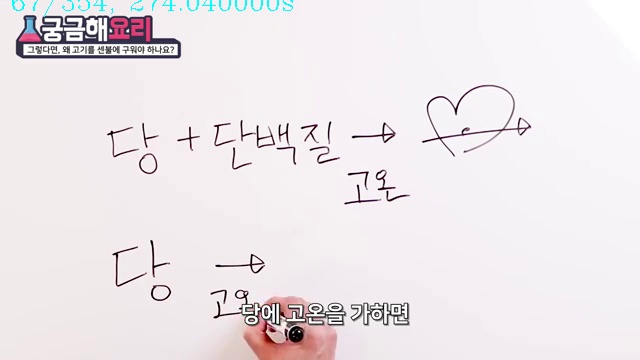 67/354, 274.040000s
궁금해요리
그렇다면, 왜 고기를 센불에 구워야 하나요?
당 + 단백질 →
고온
당 →
고온
당에 고온을 가하면